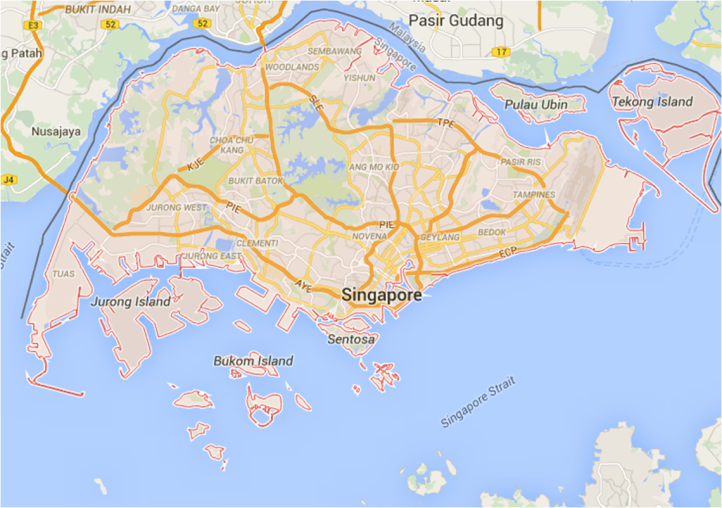 BUKIT INDAH
DANGA BAY
E3
52
52
Pasir Gudang
17
g Patah
Malaysia
Singapore
SEMBAWANG
WOODLANDS
YISHUN
SLE
Pulau Ubin
Tekong Island
Nusajaya
TPE
CHOA CHU
KANG
KJE
ANG MO KIO
PASIR RIS
J4
BUKIT BATOK
TAMPINES
JURONG WEST
PIE
PIE
NOVENA
GEYLANG
BEDOK
CLEMENTI
ECP
JURONG EAST
Strait
TUAS
AYE
Jurong Island
Singapore
Sentosa
Bukom Island
Singapore Strait